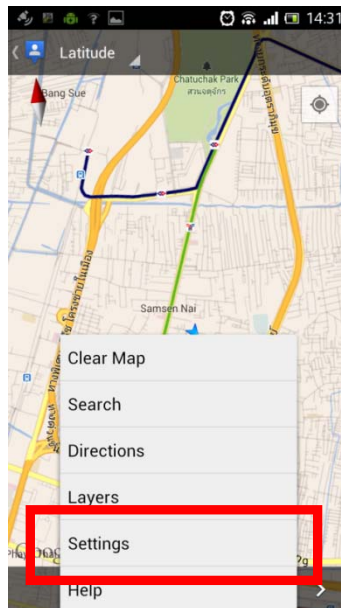 14:31
Latitude
Chatuchak Park
สวนจตุจักร
Bang Sue
Samsen Nai
Clear Map
Search
Directions
Layers
Settings
Help